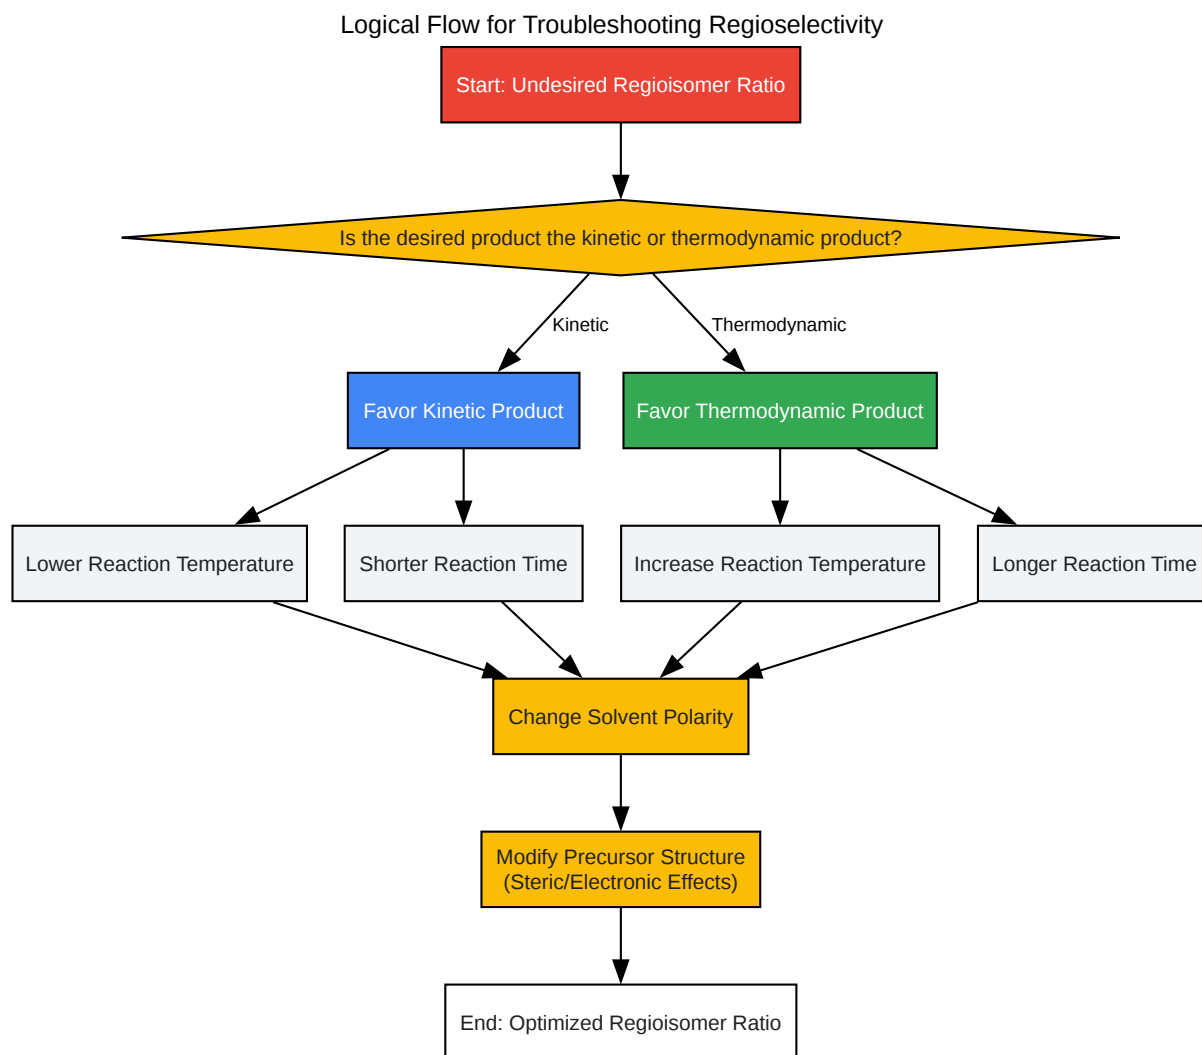 Logical Flow for Troubleshooting Regioselectivity
Start: Undesired Regioisomer Ratio
Is the desired product the kinetic or thermodynamic product?
Kinetic
Thermodynamic
Favor Kinetic Product
Favor Thermodynamic Product
Lower Reaction Temperature
Shorter Reaction Time
Increase Reaction Temperature
Longer Reaction Time
Change Solvent Polarity
Modify Precursor Structure
(Steric/Electronic Effects)
End: Optimized Regioisomer Ratio